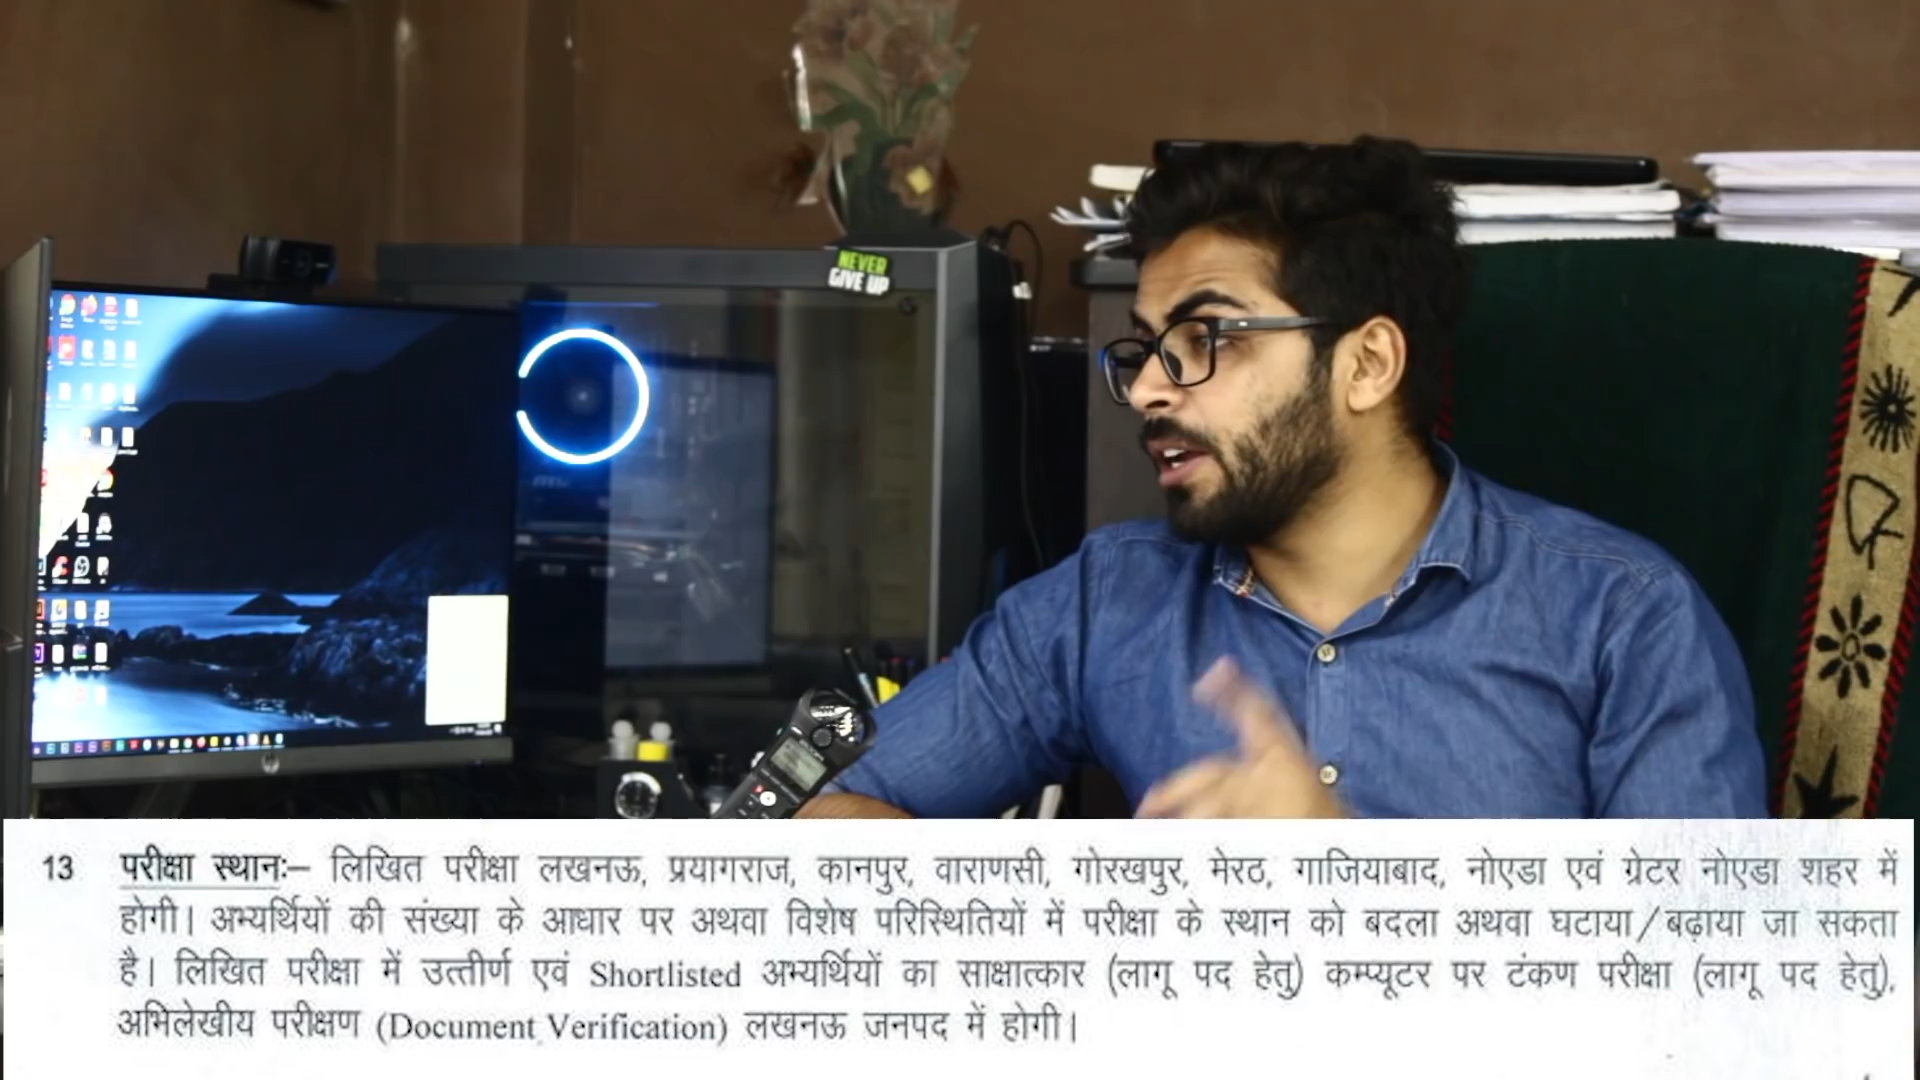 NEVER
GIVE UP
13 परीक्षा स्थानः– लिखित परीक्षा लखनऊ, प्रयागराज, कानपुर, वाराणसी, गोरखपुर, मेरठ, गाजियाबाद, नोएडा एवं ग्रेटर नोएडा शहर में
होगी। अभ्यर्थियों की संख्या के आधार पर अथवा विशेष परिस्थितियों में परीक्षा के स्थान को बदला अथवा घटाया/बढ़ाया जा सकता
है। लिखित परीक्षा में उत्तीर्ण एवं Shortlisted अभ्यर्थियों का साक्षात्कार (लागू पद हेतु) कम्प्यूटर पर टंकण परीक्षा (लागू पद हेतु),
अभिलेखीय परीक्षण (Document Verification) लखनऊ जनपद में होगी।